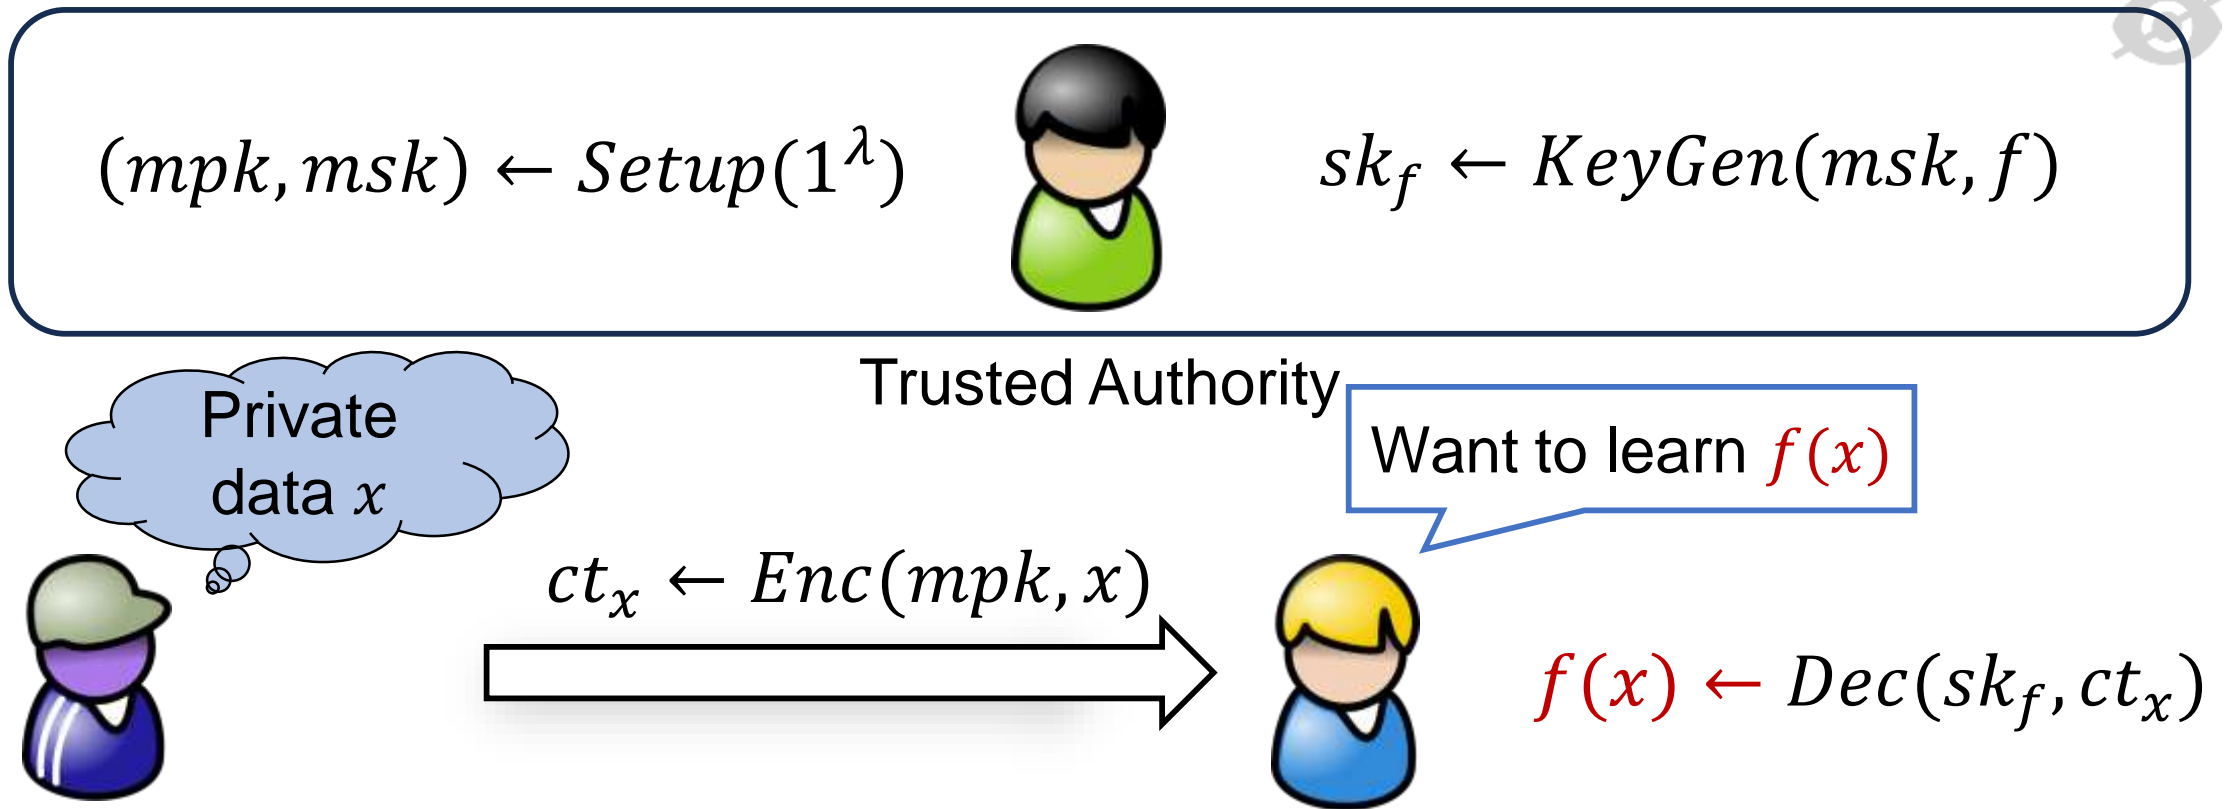 (mpk, msk) ← Setup(1^λ)
sk_f ← KeyGen(msk, f)
Trusted Authority
Private
data x
Want to learn f(x)
ct_x ← Enc(mpk, x)
f(x) ← Dec(sk_f, ct_x)